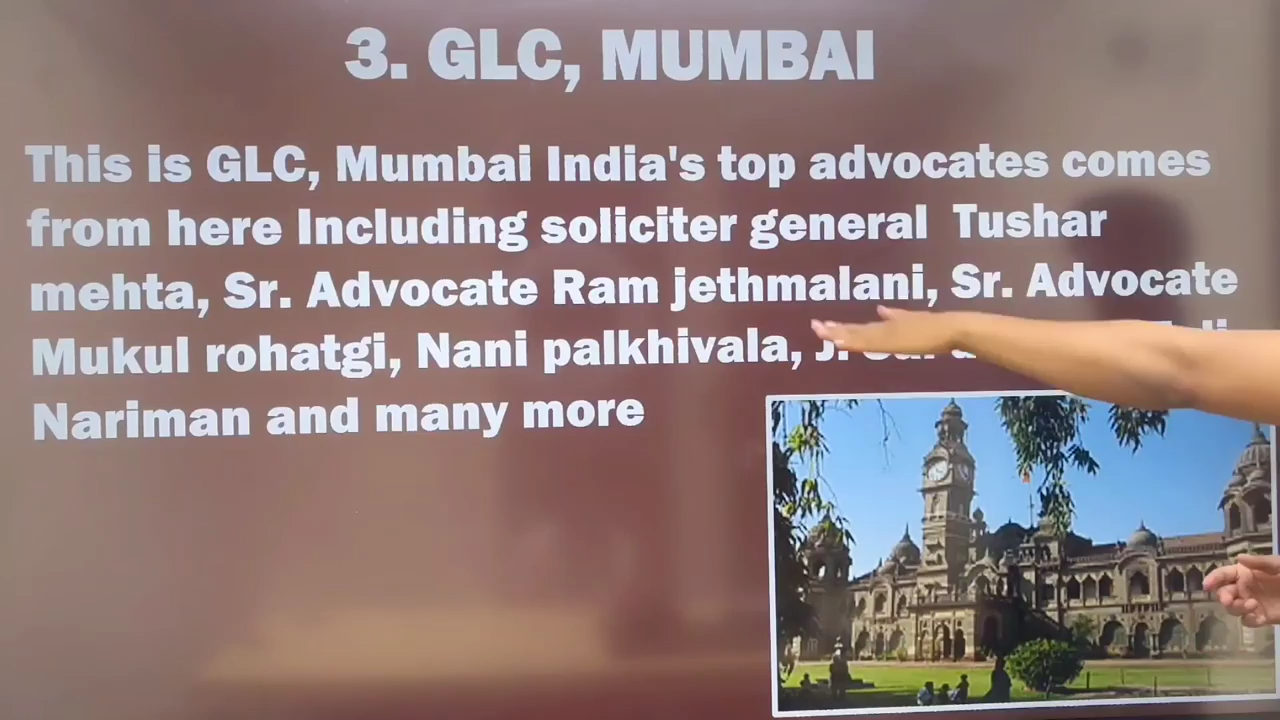 3. GLC, MUMBAI
This is GLC, Mumbai India's top advocates comes
from here Including soliciter general Tushar
mehta, Sr. Advocate Ram jethmalani, Sr. Advocate
Mukul rohatgi, Nani palkhivala, J.
Nariman and many more